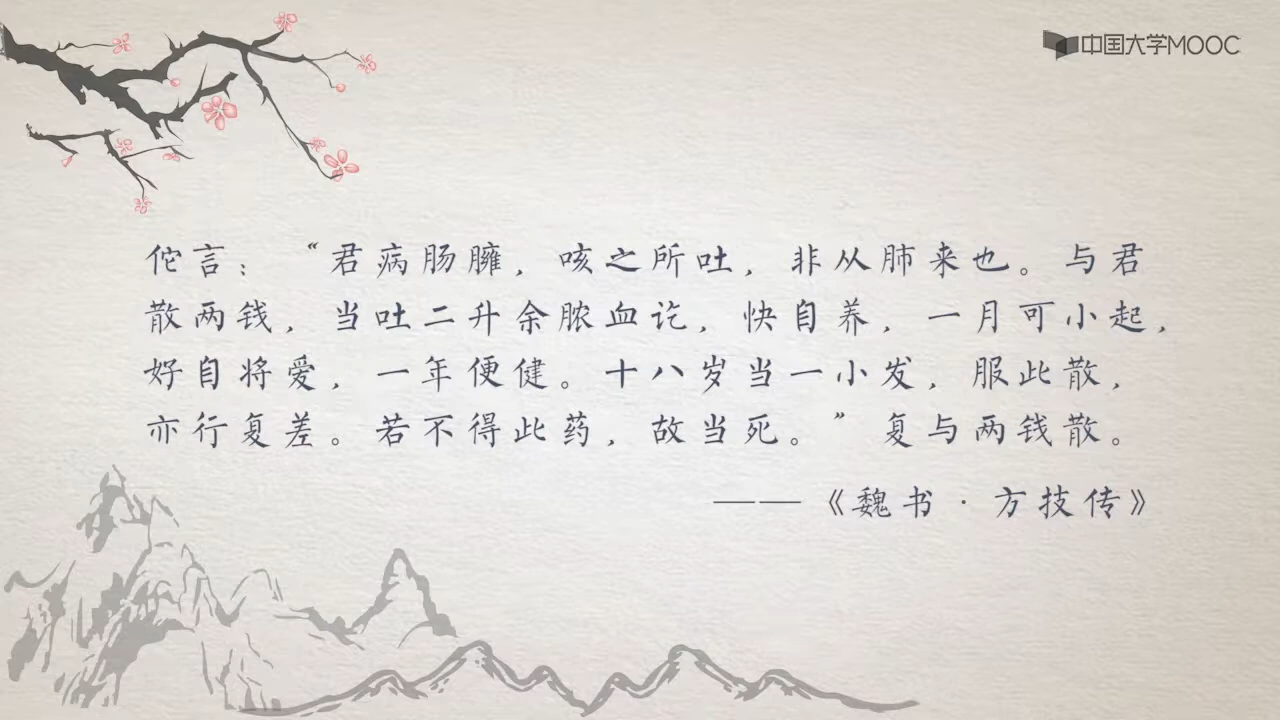 中国大学MOOC
佗言：“君病肠臃，咳之所吐，非从肺来也。与君
散两钱，当吐二升余脓血讫，快自养，一月可小起，
好自将爱，一年便健。十八岁当一小发，服此散，
亦行复差。若不得此药，故当死。”复与两钱散。
——《魏书·方技传》